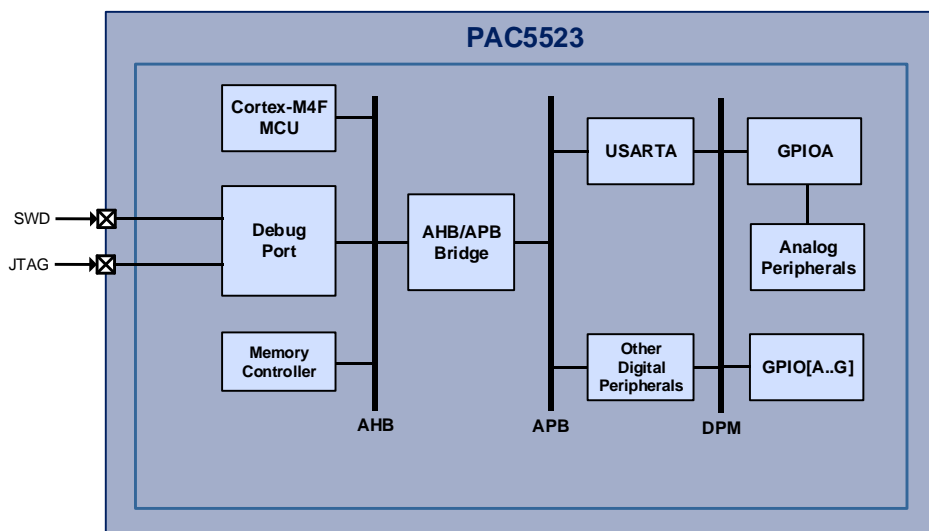 PAC5523
Cortex-M4F
MCU
USARTA
GPIOA
SWD
JTAG
Debug
Port
AHB/APB
Bridge
Analog
Peripherals
Memory
Controller
Other
Digital
Peripherals
GPIO[A..G]
AHB
APB
DPM